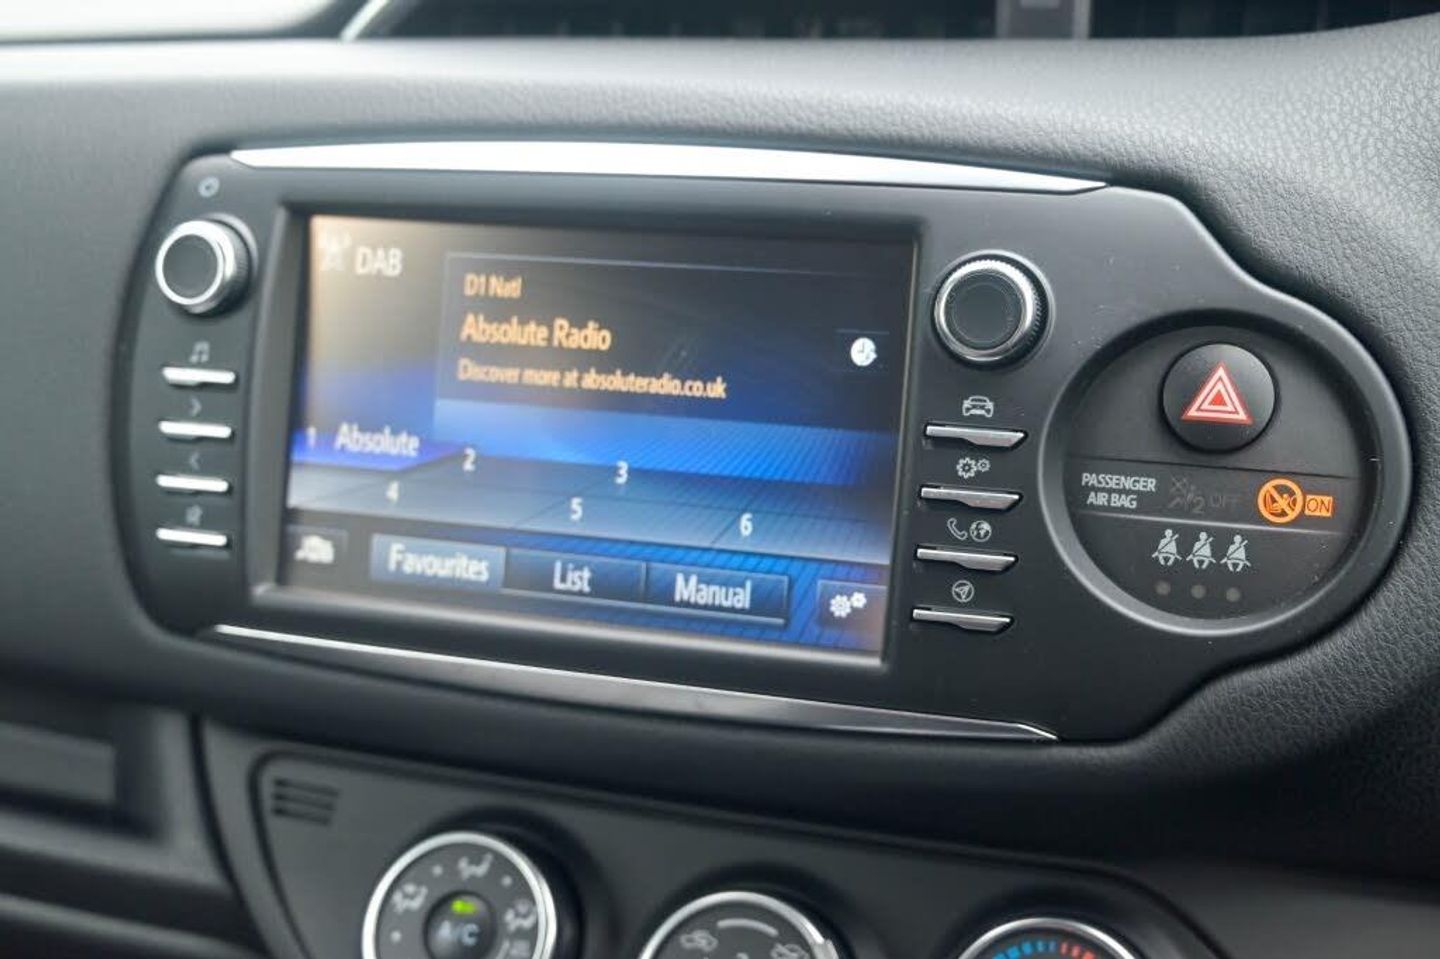 DAB
D1 Natl
Absolute Radio
Discover more at absoluteradio.co.uk
1 Absolute
2
3
4
5
6
Favourites
List
Manual
PASSENGER
AIR BAG
2 OFF
ON
A/C